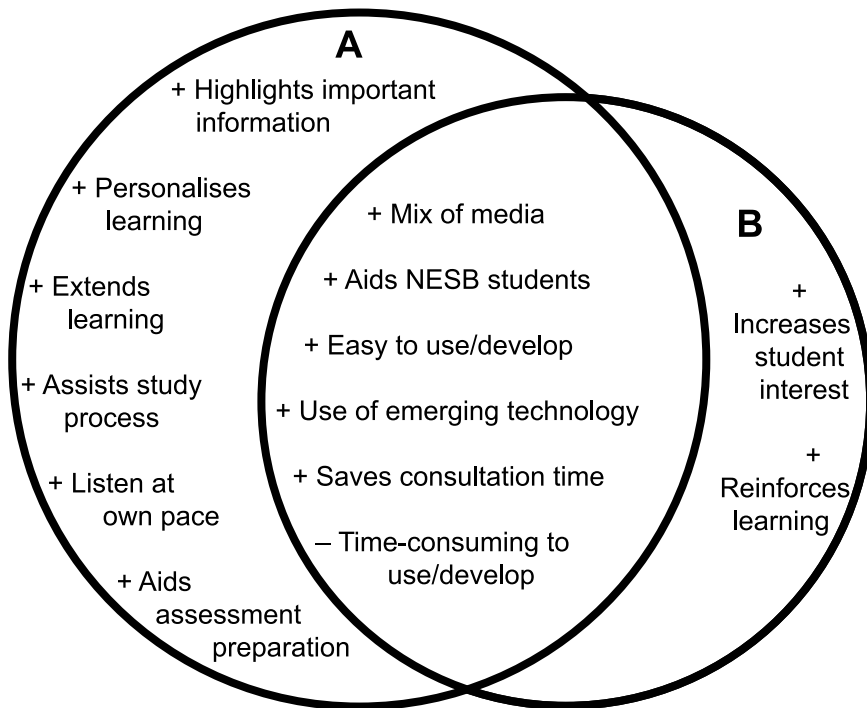 A
+ Highlights important
information
+ Personalises
learning
+ Extends
learning
+ Assists study
process
+ Listen at
own pace
+ Aids
assessment
preparation
+ Mix of media
+ Aids NESB students
+ Easy to use/develop
+ Use of emerging technology
+ Saves consultation time
– Time-consuming to
use/develop
B
+
Increases
student
interest
+
Reinforces
learning